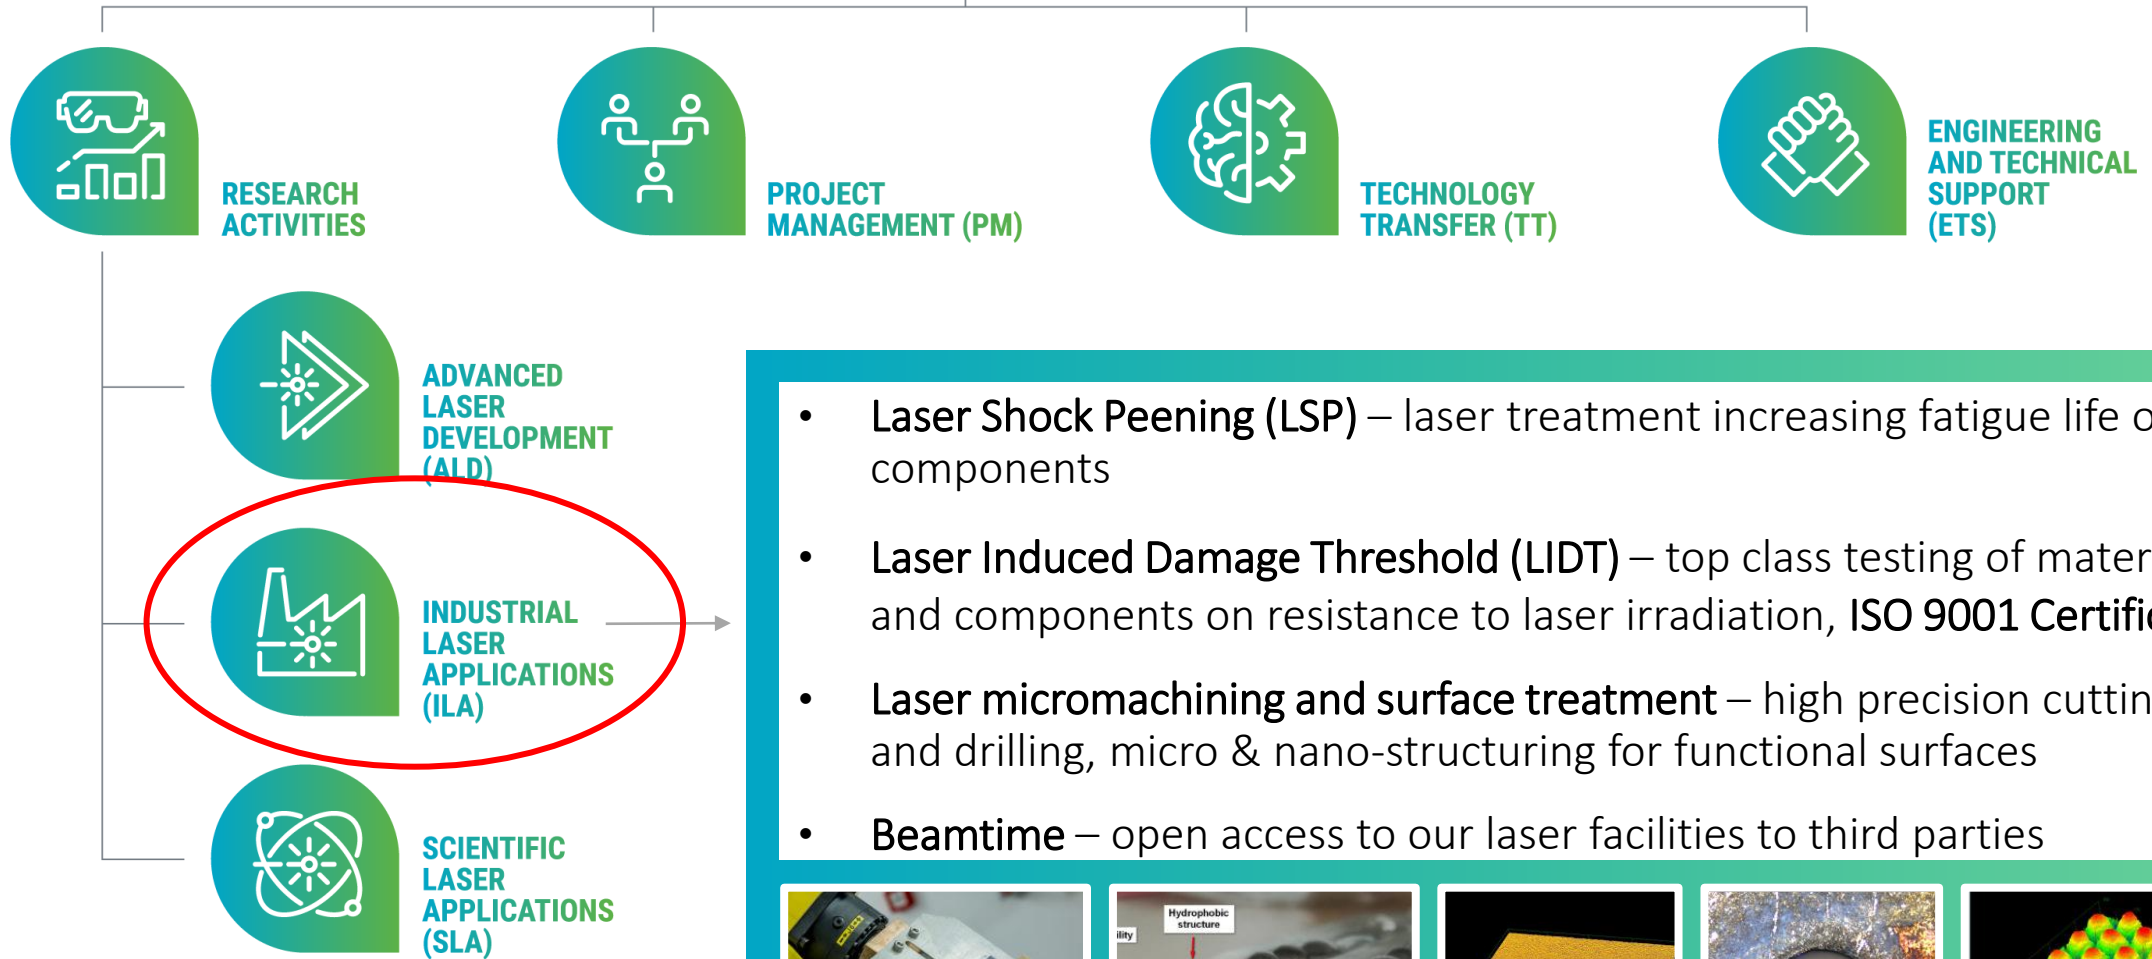 RESEARCH
ACTIVITIES
PROJECT
MANAGEMENT (PM)
TECHNOLOGY
TRANSFER (TT)
ENGINEERING
AND TECHNICAL
SUPPORT
(ETS)
ADVANCED
LASER
DEVELOPMENT
(ALD)
INDUSTRIAL
LASER
APPLICATIONS
(ILA)
SCIENTIFIC
LASER
APPLICATIONS
(SLA)
• Laser Shock Peening (LSP) – laser treatment increasing fatigue life
components
• Laser Induced Damage Threshold (LIDT) – top class testing of
and components on resistance to laser irradiation, ISO 9001
• Laser micromachining and surface treatment – high precision
and drilling, micro & nano-structuring for functional surfaces
• Beamtime – open access to our laser facilities to third parties
Hydrophobic
structure